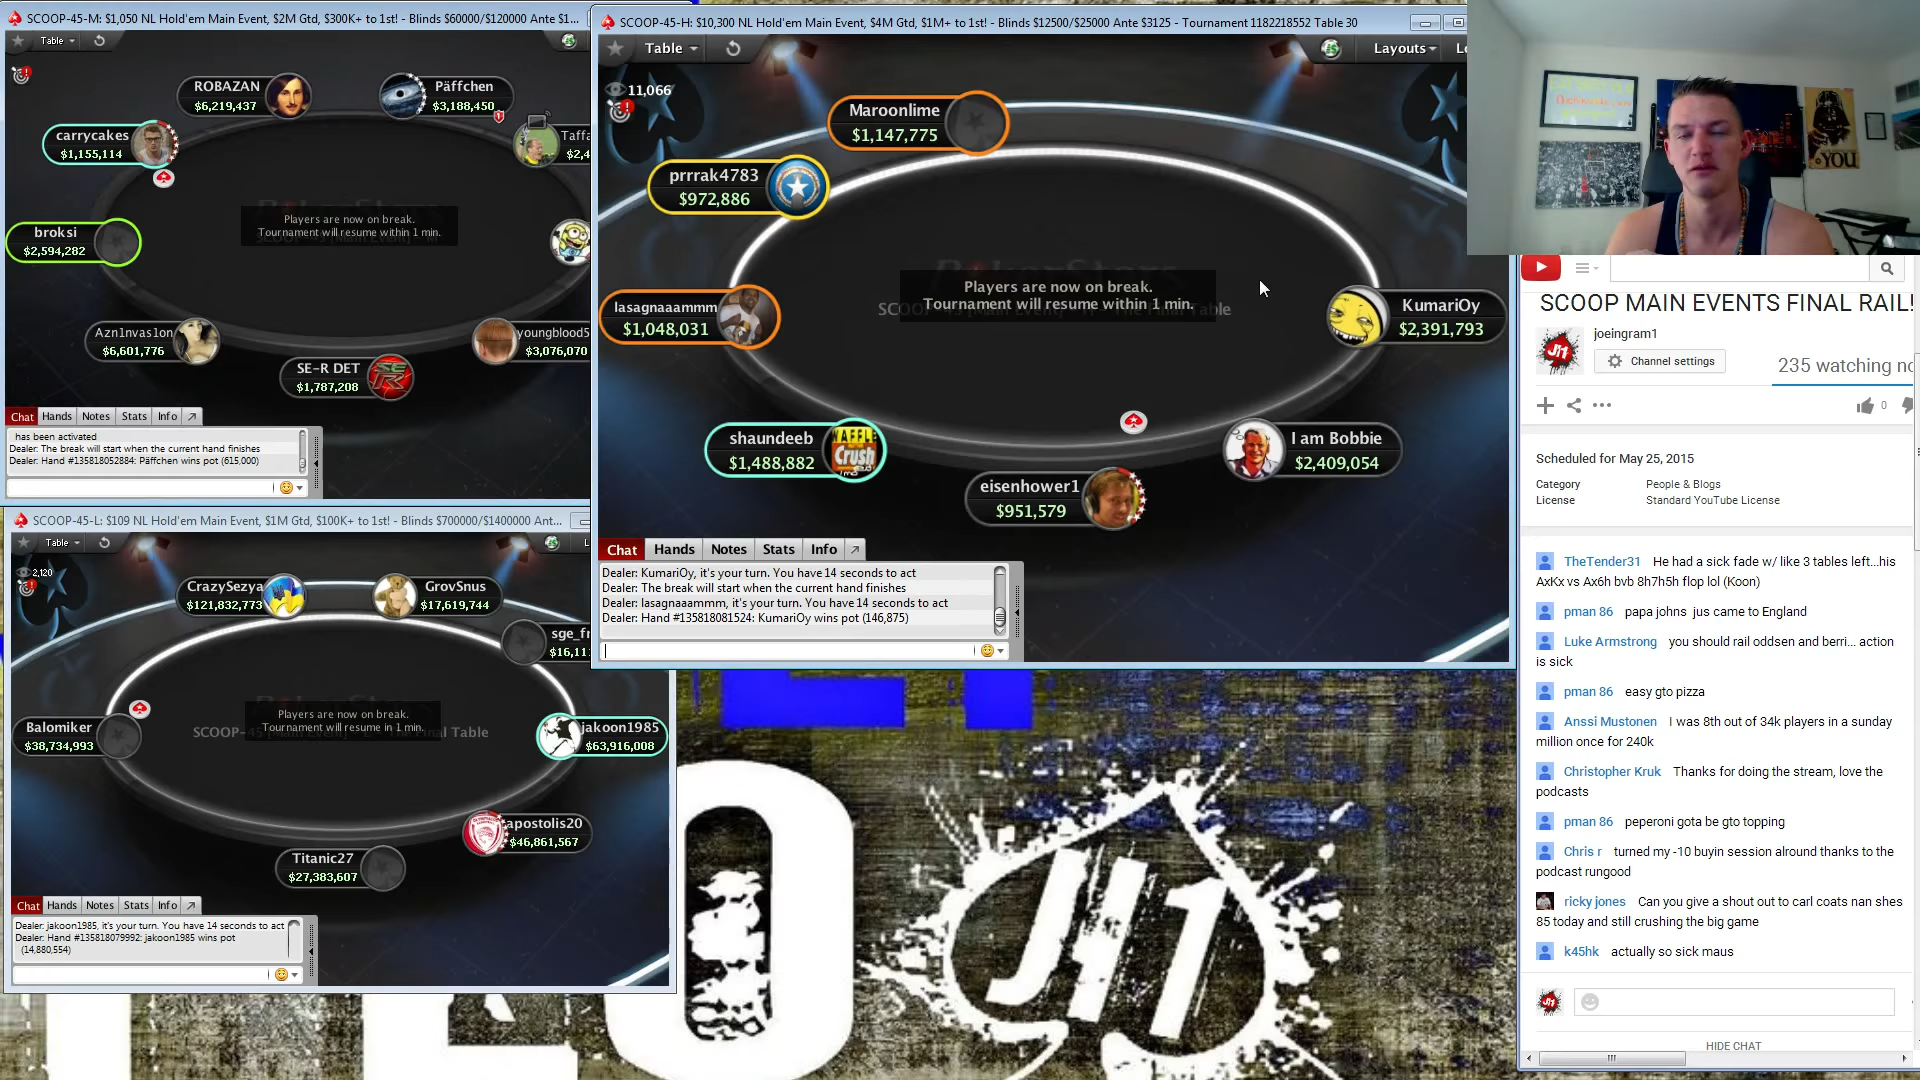 SCOOP-45-M: $1,050 NL Hold'em Main Event, $2M Gtd, $300K+ to 1st! - Blinds $60000/$120000 Ante $1...
Table
ROBAZAN
$6,219,437
Päffchen
$3,188,450
carrycakes
$1,155,114
Taffa
$2,4
Players are now on break.
Tournament will resume within 1 min.
broksi
$2,594,282
Azn1nvas1on
$6,601,776
youngblood5
$3,076,070
SE-R DET
$1,787,208
Chat Hands Notes Stats Info
has been activated
Dealer: The break will start when the current hand finishes
Dealer: Hand #135818052884: Päffchen wins pot (615,000)
SCOOP-45-H: $10,300 NL Hold'em Main Event, $4M Gtd, $1M+ to 1st! - Blinds $12500/$25000 Ante $3125 - Tournament 1182218552 Table 30
Table
Layouts
11,066
Maroonlime
$1,147,775
prrrak4783
$972,886
Players are now on break.
Tournament will resume within 1 min.
lasagnaaammm
$1,048,031
KumariOy
$2,391,793
shaundeeb
$1,488,882
WAFFLE
Crush
I am Bobbie
$2,409,054
eisenhower1
$951,579
Chat Hands Notes Stats Info
Dealer: KumariOy, it's your turn. You have 14 seconds to act
Dealer: The break will start when the current hand finishes
Dealer: lasagnaaammm, it's your turn. You have 14 seconds to act
Dealer: Hand #135818081524: KumariOy wins pot (146,875)
SCOOP-45-L: $109 NL Hold'em Main Event, $1M Gtd, $100K+ to 1st! - Blinds $700000/$1400000 Ant...
Table
2,120
CrazySezya
$121,832,773
GrovSnus
$17,619,744
sge_fr
$16,11
Players are now on break.
Tournament will resume in 1 min.
Balomiker
$38,734,993
jakoon1985
$63,916,008
apostolis20
$46,861,567
Titanic27
$27,383,607
Chat Hands Notes Stats Info
Dealer: jakoon1985, it's your turn. You have 14 seconds to act
Dealer: Hand #135818079992: jakoon1985 wins pot
(14,880,554)
YOU
SCOOP MAIN EVENTS FINAL RAIL!
joeingram1
Channel settings
235 watching no
0
Scheduled for May 25, 2015
Category People & Blogs
License Standard YouTube License
TheTender31 He had a sick fade w/ like 3 tables left...his
AxKx vs Ax6h bvb 8h7h5h flop lol (Koon)
pman 86 papa johns jus came to England
Luke Armstrong you should rail oddsen and berri... action
is sick
pman 86 easy gto pizza
Anssi Mustonen I was 8th out of 34k players in a sunday
million once for 240k
Christopher Kruk Thanks for doing the stream, love the
podcasts
pman 86 peperoni gota be gto topping
Chris r turned my -10 buyin session alround thanks to the
podcast rungood
ricky jones Can you give a shout out to carl coats nan shes
85 today and still crushing the big game
k45hk actually so sick maus
HIDE CHAT
JI1